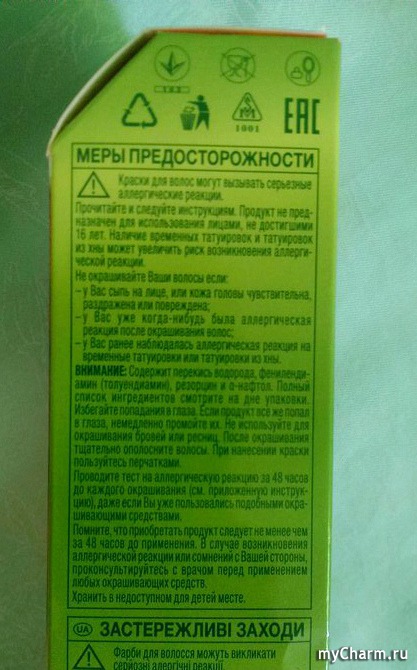 123
1001
ЕАС
МЕРЫ ПРЕДОСТОРОЖНОСТИ
Краски для волос могут вызывать серьезные
аллергические реакции.
Прочитайте и следуйте инструкциям. Продукт не пред-
назначен для использования лицами, не достигшими
16 лет. Наличие временных татуировок и татуировок
из хны может увеличить риск возникновения аллерги-
ческой реакции.
Не окрашивайте Ваши волосы если:
– у Вас сыпь на лице, или кожа головы чувствительна,
раздражена или повреждена;
– у Вас уже когда-нибудь была аллергическая
реакция после окрашивания волос;
– у Вас ранее наблюдалась аллергическая реакция на
временные татуировки или татуировки из хны.
ВНИМАНИЕ: Содержит перекись водорода, фениленди-
амин (толуендиамин), резорцин и α-нафтол. Полный
список ингредиентов смотрите на дне упаковки.
Избегайте попадания в глаза. Если продукт все же попал
в глаза, немедленно промойте их. Не используйте для
окрашивания бровей или ресниц. После окрашивания
тщательно ополосните волосы. При нанесении краски
пользуйтесь перчатками.
Проводите тест на аллергическую реакцию за 48 часов
до каждого окрашивания (см. приложенную инструк-
цию), даже если Вы уже пользовались подобными окра-
шивающими средствами.
Помните, что приобретать продукт следует не менее чем
за 48 часов до применения. В случае возникновения
аллергической реакции или сомнений с Вашей стороны,
проконсультируйтесь с врачом перед применением
любых окрашивающих средств.
Хранить в недоступном для детей месте.
UA ЗАСТЕРЕЖЛИВІ ЗАХОДИ
Фарби для волосся можуть викликати
серйозні алергічні реакції.
myCharm.ru